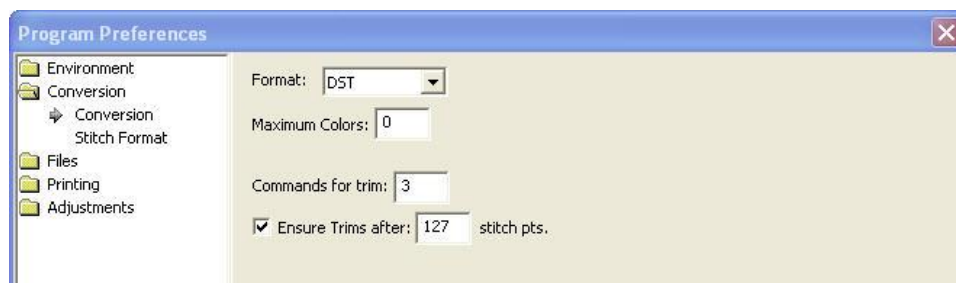 Program Preferences
Environment
Conversion
Conversion
Stitch Format
Files
Printing
Adjustments
Format: DST
Maximum Colors: 0
Commands for trim: 3
Ensure Trims after: 127 stitch pts.